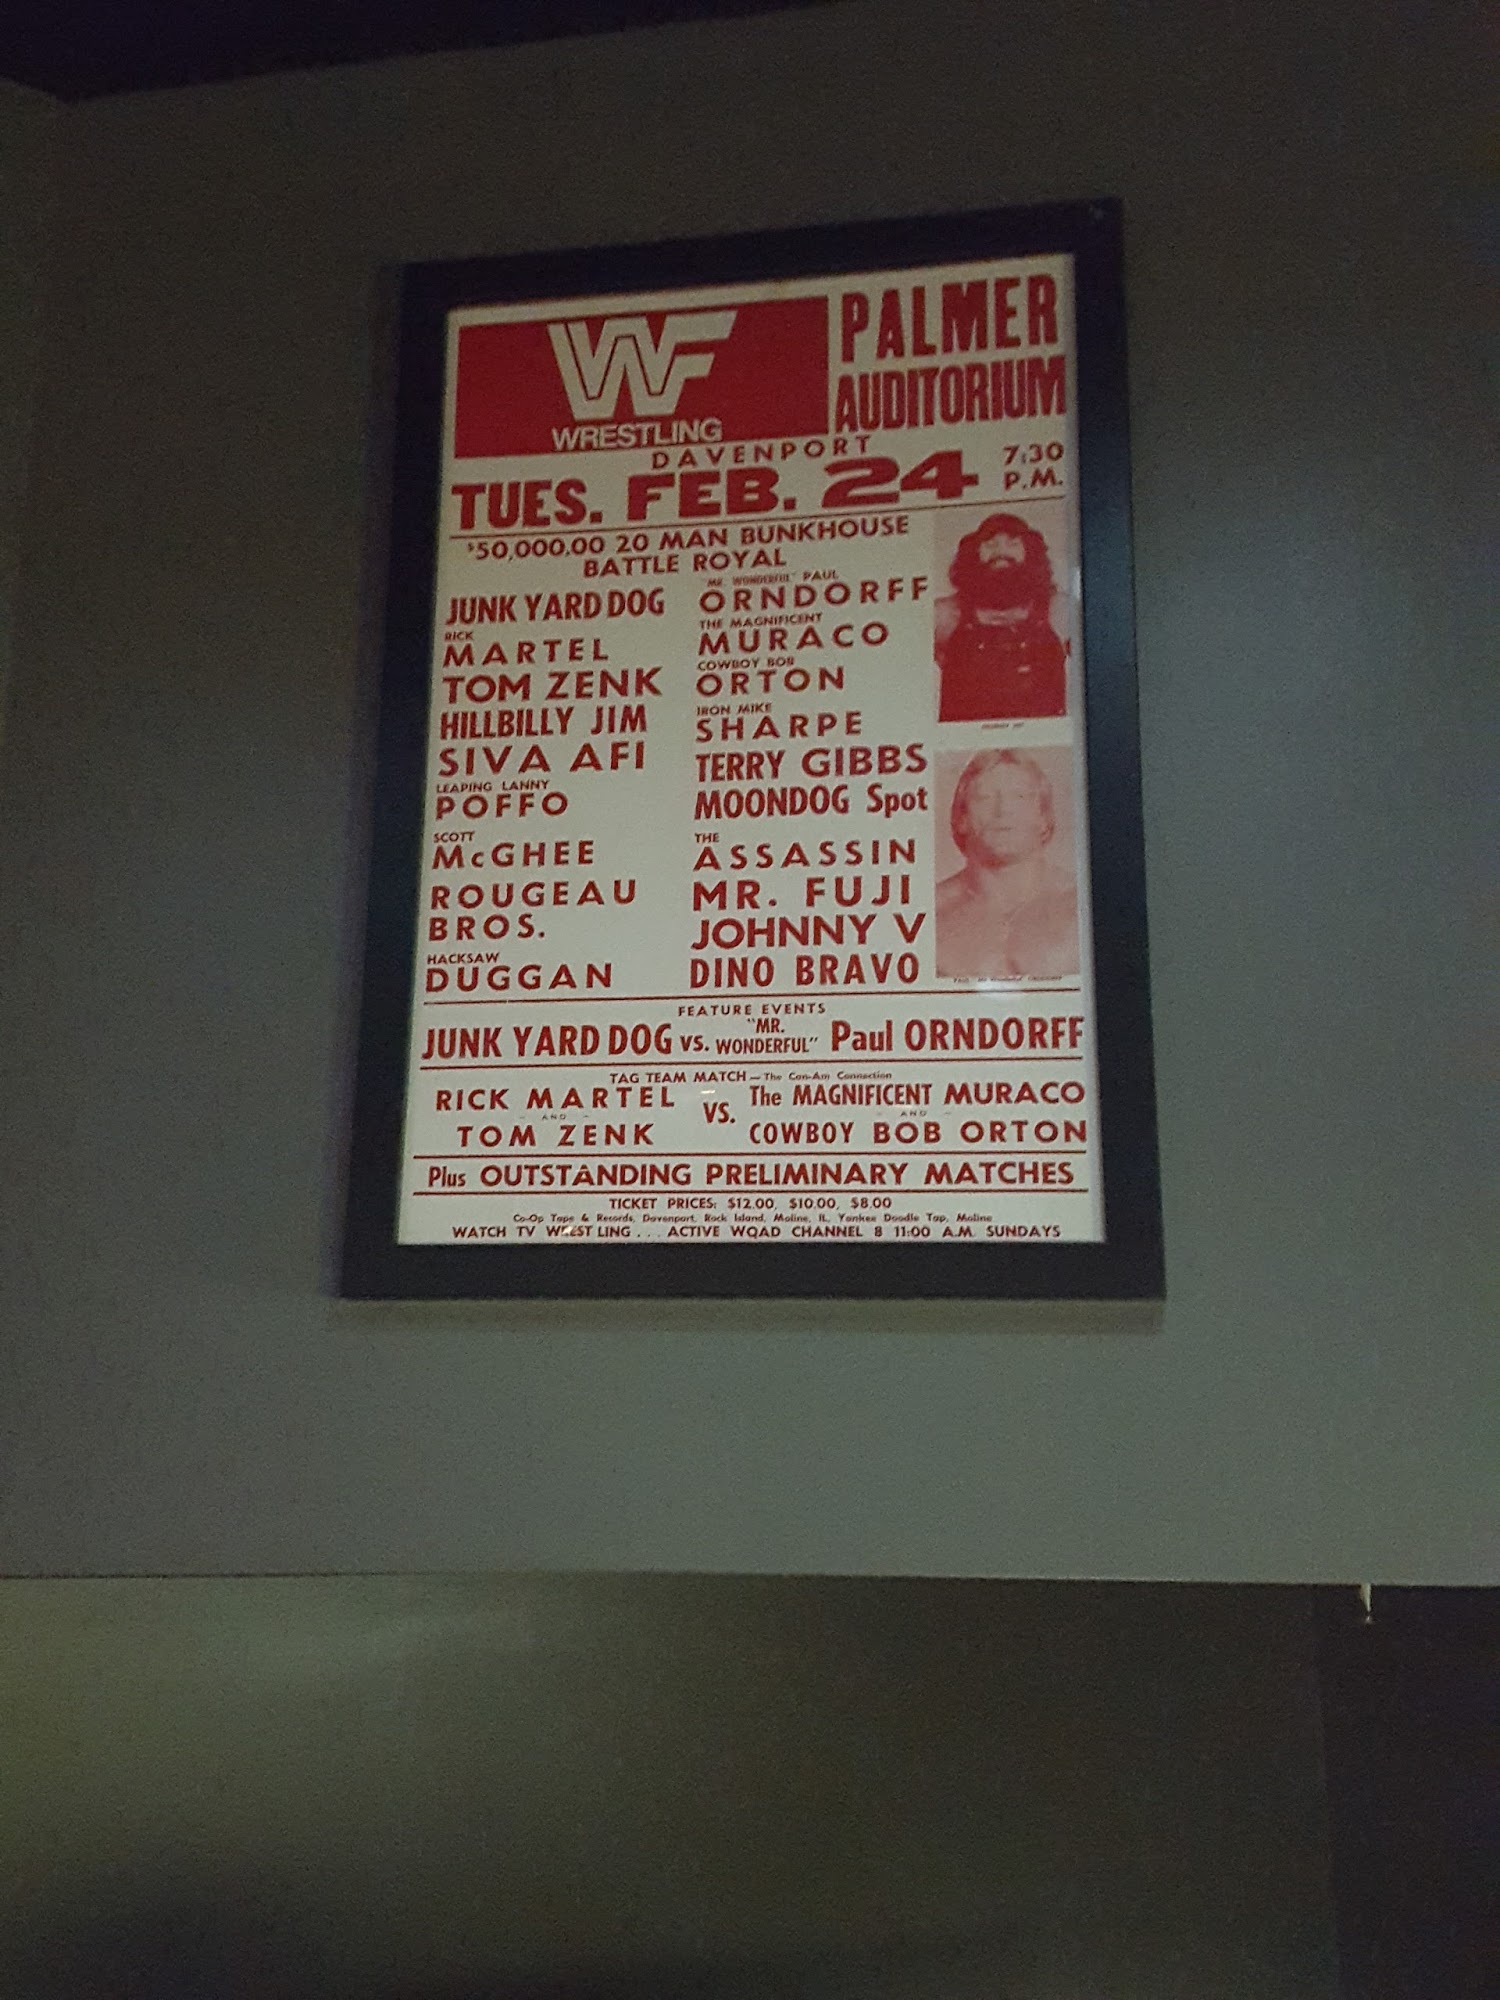 WF
WRESTLING
PALMER
AUDITORIUM
DAVENPORT
TUES. FEB. 24 7:30 P.M.
$50,000.00 20 MAN BUNKHOUSE
BATTLE ROYAL
JUNK YARD DOG
RICK
MARTEL
TOM ZENK
HILLBILLY JIM
SIVA AFI
LEAPING LANNY
POFFO
SCOTT
McGHEE
ROUGEAU
BROS.
HACKSAW
DUGGAN
"MR. WONDERFUL" PAUL
ORNDORFF
THE MAGNIFICENT
MURACO
COWBOY BOB
ORTON
IRON MIKE
SHARPE
TERRY GIBBS
MOONDOG Spot
THE
ASSASSIN
MR. FUJI
JOHNNY V
DINO BRAVO
FEATURE EVENTS
JUNK YARD DOG VS. "MR. WONDERFUL" Paul ORNDORFF
TAG TEAM MATCH — The Can-Am Connection
RICK MARTEL
AND
TOM ZENK
VS.
The MAGNIFICENT MURACO
AND
COWBOY BOB ORTON
Plus OUTSTANDING PRELIMINARY MATCHES
TICKET PRICES: $12.00, $10.00, $8.00
Co-Op Tape & Records, Davenport, Rock Island, Moline, IL, Yankee Doodle Tap, Moline
WATCH TV WREST LING . . . ACTIVE WQAD CHANNEL 8 11:00 A.M. SUNDAYS